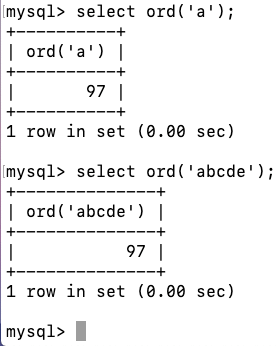 mysql> select ord('a');
+----------+
| ord('a') |
+----------+
|       97 |
+----------+
1 row in set (0.00 sec)

mysql> select ord('abcde');
+--------------+
| ord('abcde') |
+--------------+
|           97 |
+--------------+
1 row in set (0.00 sec)

mysql>